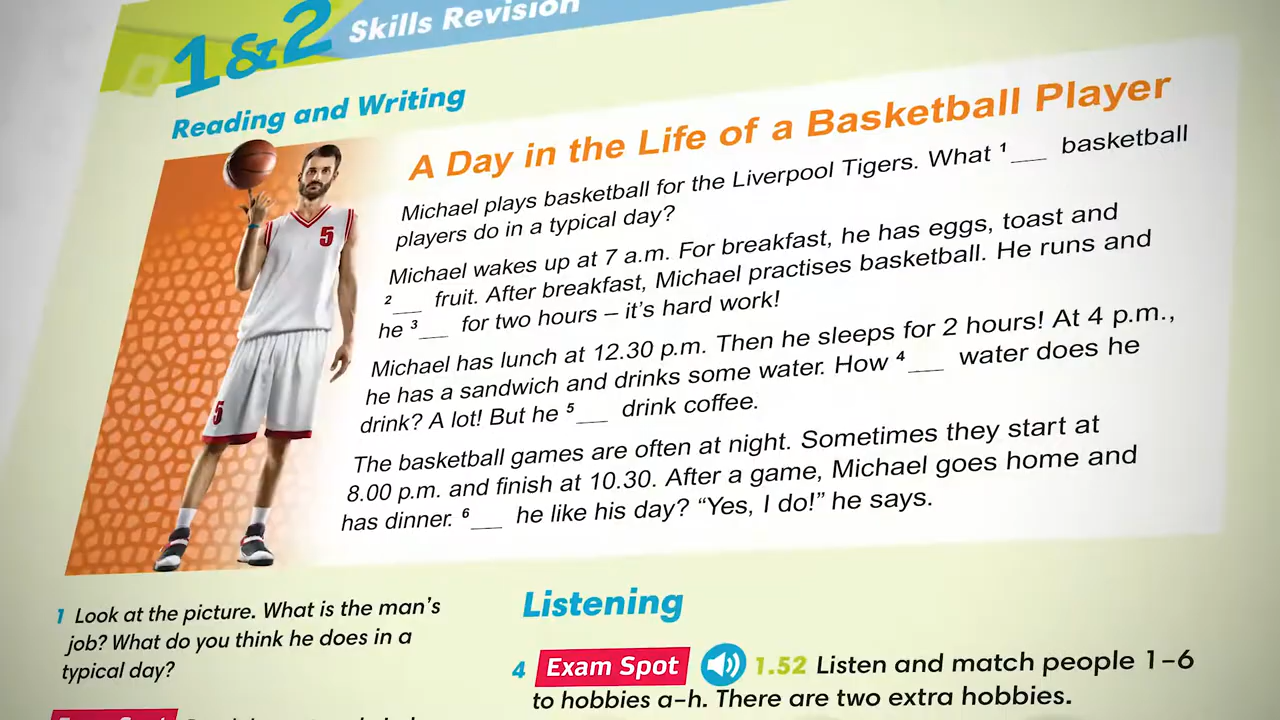 1&2 Skills Revision
Reading and Writing
A Day in the Life of a Basketball Player
Michael plays basketball for the Liverpool Tigers. What ¹___ basketball
players do in a typical day?
Michael wakes up at 7 a.m. For breakfast, he has eggs, toast and
²___ fruit. After breakfast, Michael practises basketball. He runs and
he ³___ for two hours – it's hard work!
Michael has lunch at 12.30 p.m. Then he sleeps for 2 hours! At 4 p.m.,
he has a sandwich and drinks some water. How ⁴___ water does he
drink? A lot! But he ⁵___ drink coffee.
The basketball games are often at night. Sometimes they start at
8.00 p.m. and finish at 10.30. After a game, Michael goes home and
has dinner. ⁶___ he like his day? “Yes, I do!” he says.
5
5
1 Look at the picture. What is the man's
job? What do you think he does in a
typical day?
Listening
4 Exam Spot 1.52 Listen and match people 1–6
to hobbies a–h. There are two extra hobbies.